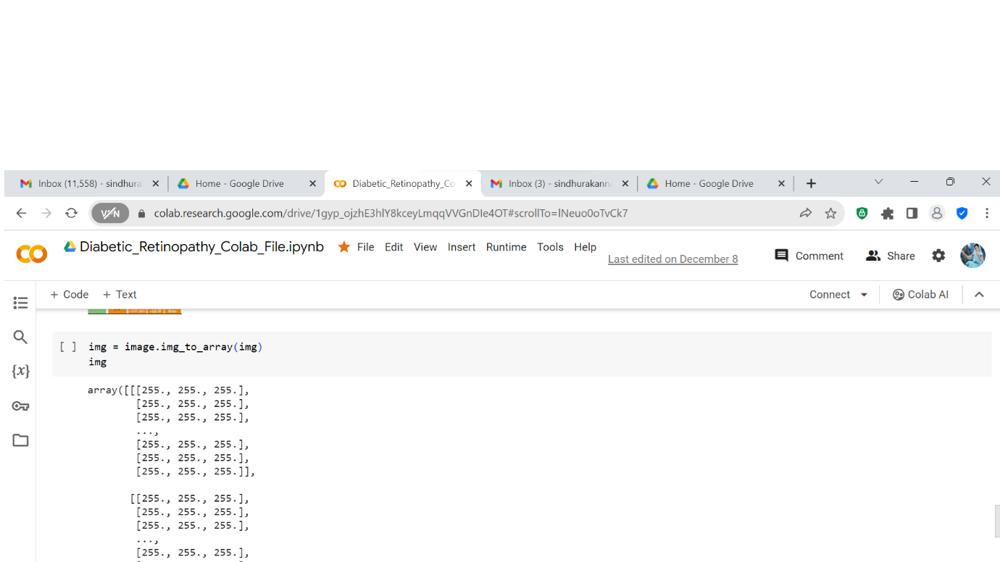 Inbox (11,558) - sindhura
Home - Google Drive
Diabetic_Retinopathy_Co
Inbox (3) - sindhurakann
Home - Google Drive
VPN
colab.research.google.com/drive/1gyp_ojzhE3hlY8kceyLmqqVVGnDIe4OT#scrollTo=lNeuo0oTvCk7
CO
Diabetic_Retinopathy_Colab_File.ipynb
File Edit View Insert Runtime Tools Help
Last edited on December 8
Comment
Share
+ Code + Text
Connect
Colab AI
[ ] img = image.img_to_array(img)
img
{x}
array([[[255., 255., 255.],
[255., 255., 255.],
[255., 255., 255.],
...,
[255., 255., 255.],
[255., 255., 255.],
[255., 255., 255.]],
[[255., 255., 255.],
[255., 255., 255.],
[255., 255., 255.],
...,
[255., 255., 255.],